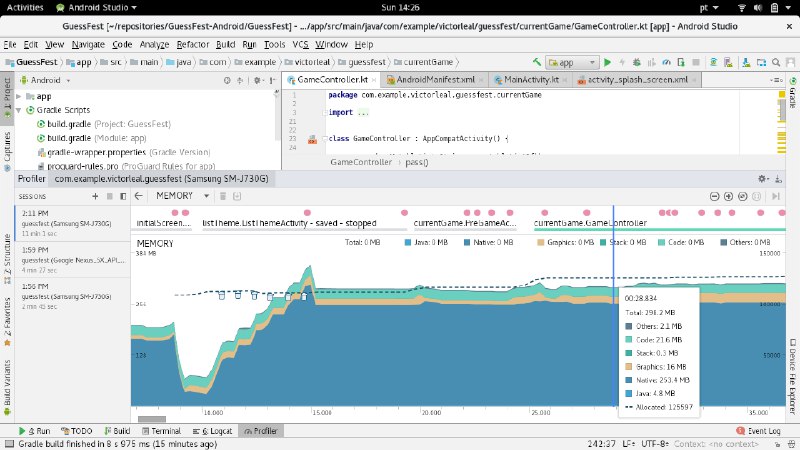 Activities Android Studio Sun 14:26 pt
GuessFest [~/repositories/GuessFest-Android/GuessFest] - .../app/src/main/java/com/example/victorleal/guessfest/currentGame/GameController.kt [app] - Android Studio
File Edit View Navigate Code Analyze Refactor Build Run Tools VCS Window Help
GuessFest app src main java com example victorleal guessfest currentGame app
Android GameController.kt AndroidManifest.xml MainActivity.kt activity_splash_screen.xml
1: Project
Captures
Z: Structure
2: Favorites
Build Variants
Gradle
Device File Explorer
app
Gradle Scripts
build.gradle (Project: GuessFest)
build.gradle (Module: app)
gradle-wrapper.properties (Gradle Version)
proguard-rules.pro (ProGuard Rules for app)
1 package com.example.victorleal.guessfest.currentGame
2
3 import ...
22
23 class GameController : AppCompatActivity() {
24
GameController pass()
Profiler com.example.victorleal.guessfest (Samsung SM-J730G)
SESSIONS MEMORY
2:11 PM
guessfest (Samsung SM-J730G)
11 min 1 sec
1:59 PM
guessfest (Google Nexus_5X_API_...
4 min 27 sec
1:56 PM
guessfest (Samsung SM-J730G)
2 min 45 sec
initialScreen.... listTheme.ListThemeActivity - saved - stopped currentGame.PreGameAc... currentGame.GameController
MEMORY Total: 0 MB Java: 0 MB Native: 0 MB Graphics: 0 MB Stack: 0 MB Code: 0 MB Others: 0 MB
384 MB 150000
256 100000
128 50000
00:28.834
Total: 298.2 MB
Others: 2.1 MB
Code: 21.6 MB
Stack: 0.3 MB
Graphics: 16 MB
Native: 253.4 MB
Java: 4.8 MB
Allocated: 125597
10.000 15.000 20.000 25.000 35.000
4: Run TODO Build Terminal 6: Logcat Profiler Event Log
Gradle build finished in 8 s 975 ms (15 minutes ago) 242:37 LF÷ UTF-8÷ Context: <no context>